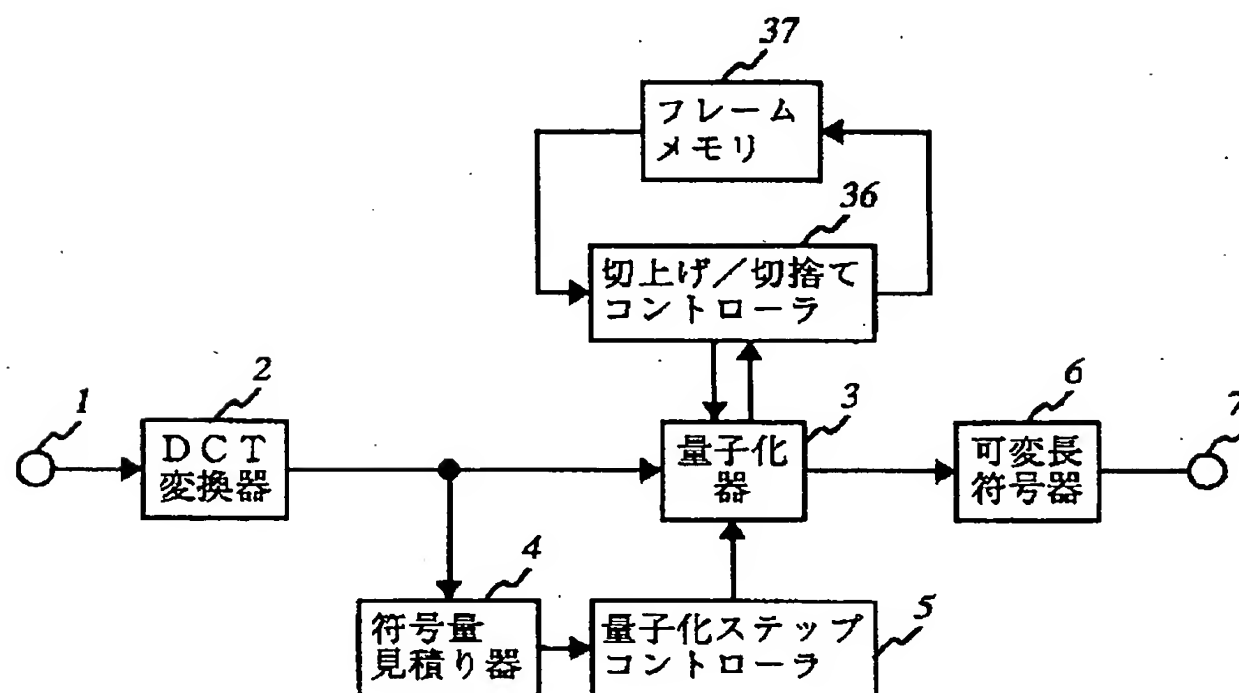 37
フレーム
メモリ
36
切上げ／切捨て
コントローラ
1
2
DCT
変換器
3
量子化
器
6
可変長
符号器
7
4
符号量
見積り器
量子化ステップ
コントローラ
5